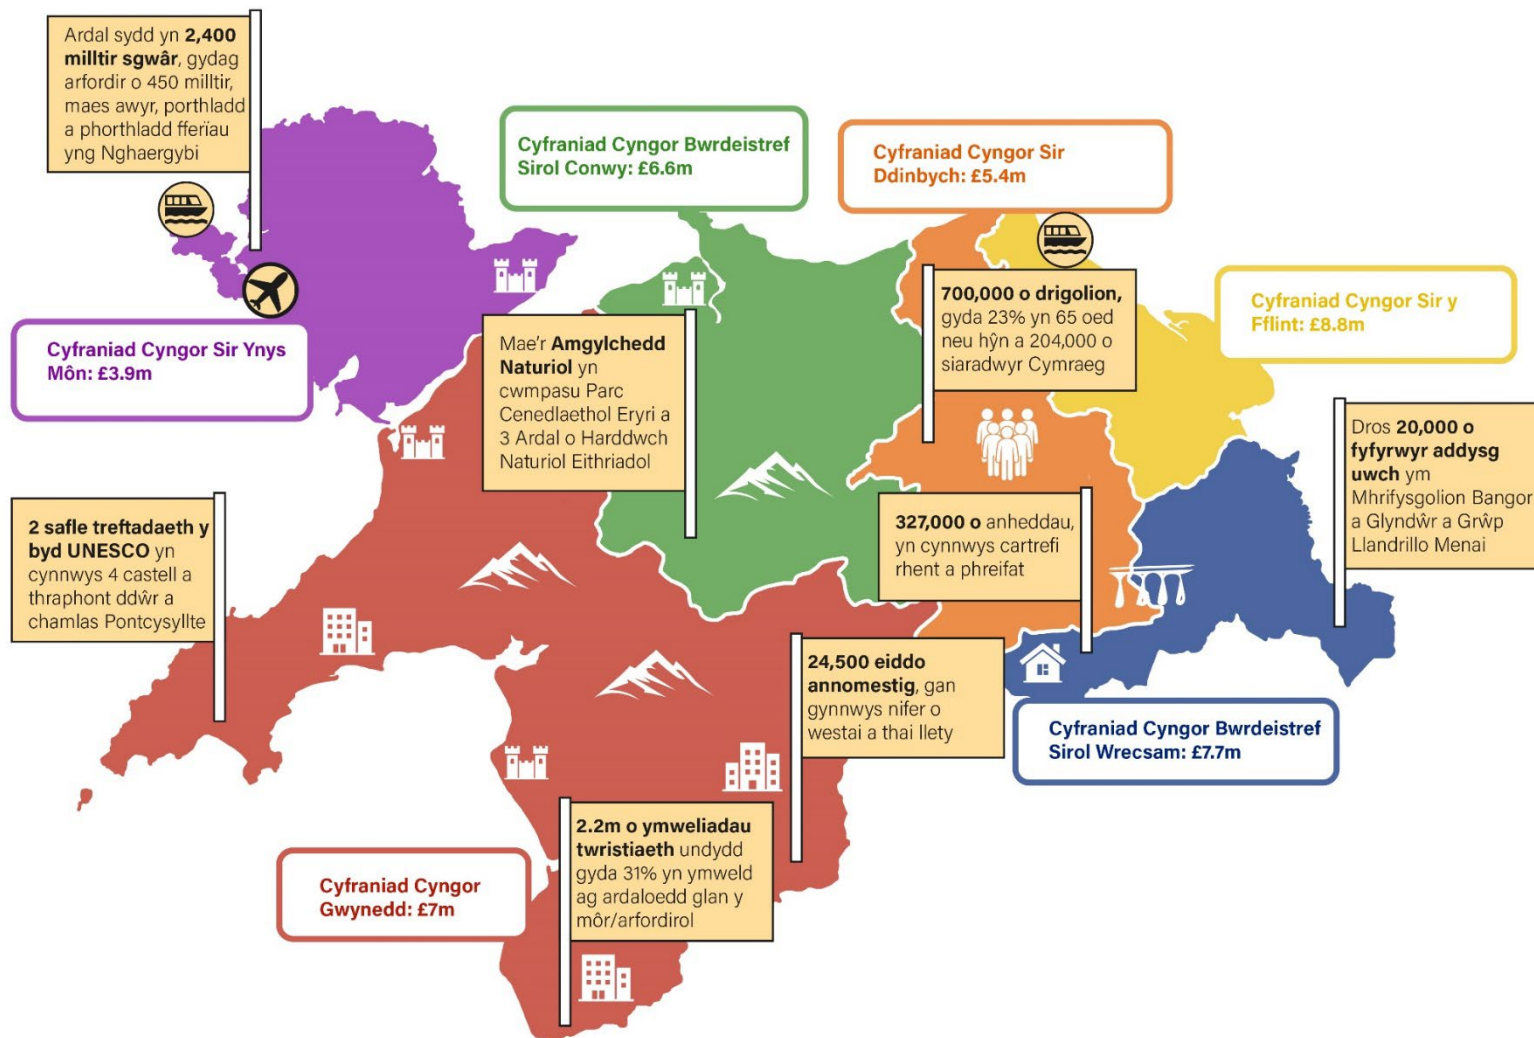 Ardal sydd yn 2,400
milltir sgwâr, gydag
arfordir o 450 milltir,
maes awyr, porthladd
a phorthladd fferïau
yng Nghaergybi
Cyfraniad Cyngor Bwrdeistref
Sirol Conwy: £6.6m
Cyfraniad Cyngor Sir
Ddinbych: £5.4m
Cyfraniad Cyngor Sir y
Fflint: £8.8m
Cyfraniad Cyngor Sir Ynys
Môn: £3.9m
Mae'r Amgylchedd
Naturiol yn
cwmpasu Parc
Cenedlaethol Eryri a
3 Ardal o Harddwch
Naturiol Eithriadol
700,000 o drigolion,
gyda 23% yn 65 oed
neu hŷn a 204,000 o
siaradwyr Cymraeg
Dros 20,000 o
fyfyrwyr addysg
uwch ym
Mhrifysgolion Bangor
a Glyndŵr a Grŵp
Llandrillo Menai
2 safle treftadaeth y
byd UNESCO yn
cynnwys 4 castell a
thraphont ddŵr a
chamlas Pontcysyllte
327,000 o anheddau,
yn cynnwys cartrefi
rhent a phreifat
24,500 eiddo
annomestig, gan
gynnwys nifer o
westai a thai llety
Cyfraniad Cyngor Bwrdeistref
Sirol Wrecsam: £7.7m
2.2m o ymweliadau
twristiaeth undydd
gyda 31% yn ymweld
ag ardaloedd glan y
môr/arfordirol
Cyfraniad Cyngor
Gwynedd: £7m